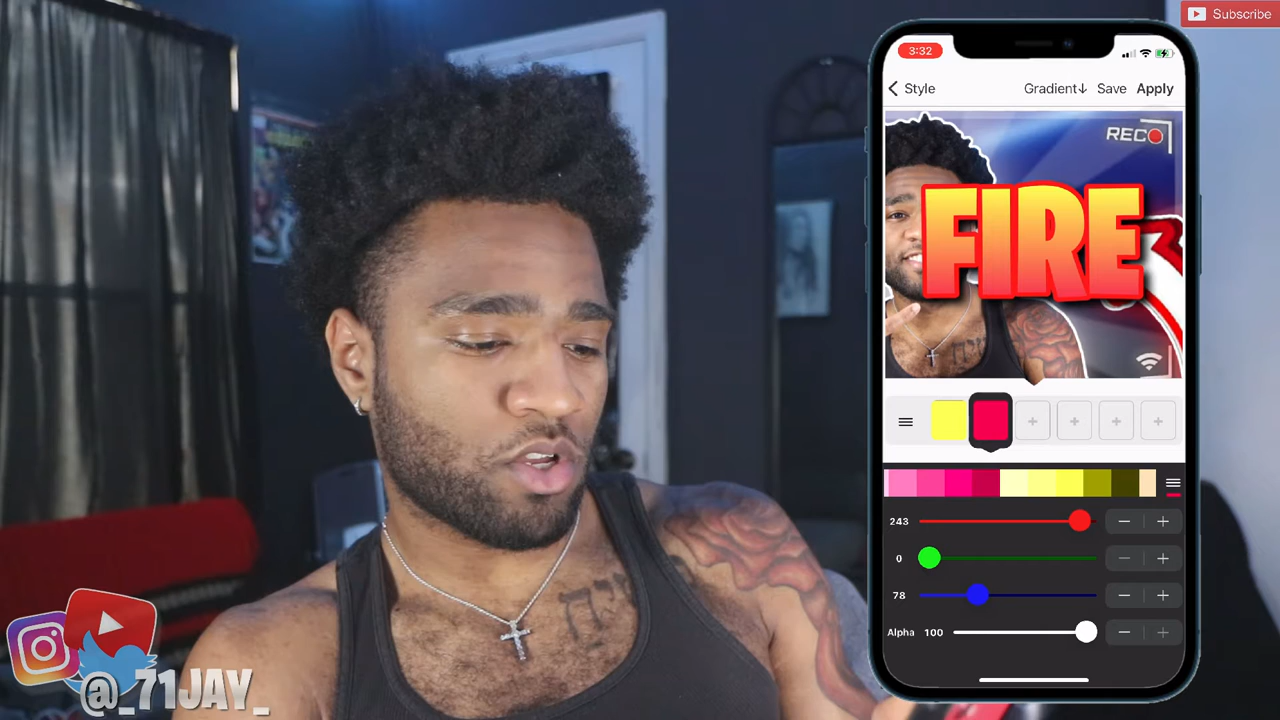 Subscribe
3:32
Style Gradient↓ Save Apply
REC
FIRE
243
0
78
Alpha 100
@_71JAY_